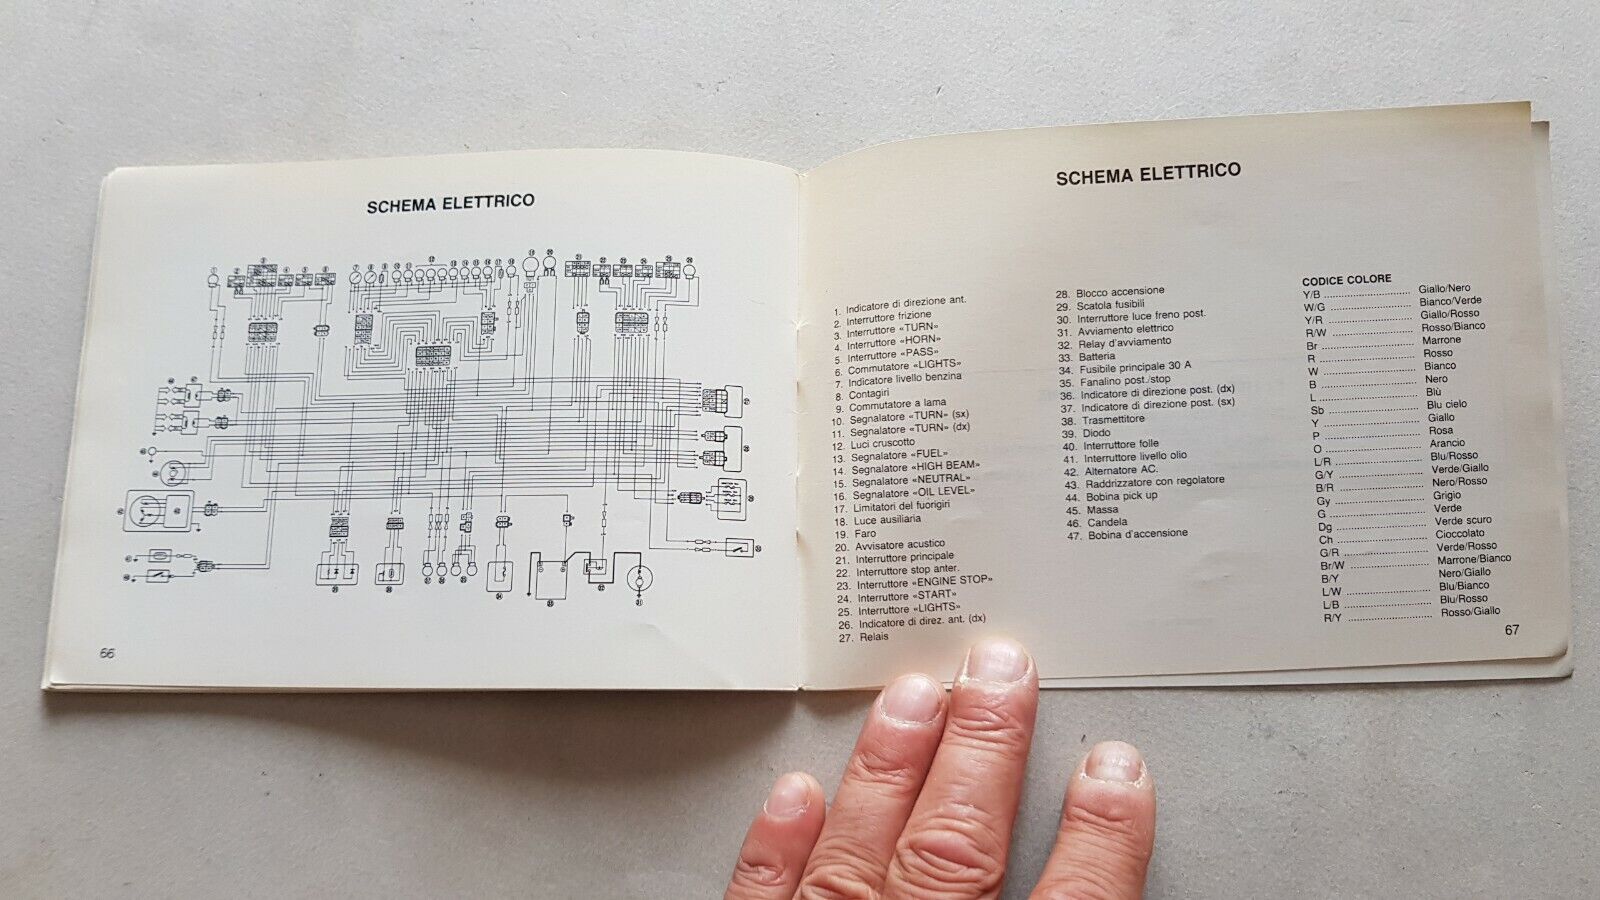 SCHEMA ELETTRICO
66
SCHEMA ELETTRICO
1. Indicatore di direzione ant.
2. Interruttore frizione
3. Interruttore «TURN»
4. Interruttore «HORN»
5. Interruttore «PASS»
6. Commutatore «LIGHTS»
7. Indicatore livello benzina
8. Contagiri
9. Commutatore a lama
10. Segnalatore «TURN» (sx)
11. Segnalatore «TURN» (dx)
12. Luci cruscotto
13. Segnalatore «FUEL»
14. Segnalatore «HIGH BEAM»
15. Segnalatore «NEUTRAL»
16. Segnalatore «OIL LEVEL»
17. Limitatori del fuorigiri
18. Luce ausiliaria
19. Faro
20. Avvisatore acustico
21. Interruttore principale
22. Interruttore stop anter.
23. Interruttore «ENGINE STOP»
24. Interruttore «START»
25. Interruttore «LIGHTS»
26. Indicatore di direz. ant. (dx)
27. Relais
28. Blocco accensione
29. Scatola fusibili
30. Interruttore luce freno post.
31. Avviamento elettrico
32. Relay d'avviamento
33. Batteria
34. Fusibile principale 30 A
35. Fanalino post./stop
36. Indicatore di direzione post. (dx)
37. Indicatore di direzione post. (sx)
38. Trasmettitore
39. Diodo
40. Interruttore folle
41. Interruttore livello olio
42. Alternatore AC.
43. Raddrizzatore con regolatore
44. Bobina pick up
45. Massa
46. Candela
47. Bobina d'accensione
CODICE COLORE
Y/B ........................ Giallo/Nero
W/G ........................ Bianco/Verde
Y/R ........................ Giallo/Rosso
R/W ........................ Rosso/Bianco
Br ........................ Marrone
R ........................ Rosso
W ........................ Bianco
B ........................ Nero
L ........................ Blù
Sb ........................ Blu cielo
Y ........................ Giallo
P ........................ Rosa
O ........................ Arancio
L/R ........................ Blu/Rosso
G/Y ........................ Verde/Giallo
B/R ........................ Nero/Rosso
Gy ........................ Grigio
G ........................ Verde
Dg ........................ Verde scuro
Ch ........................ Cioccolato
G/R ........................ Verde/Rosso
Br/W ........................ Marrone/Bianco
B/Y ........................ Nero/Giallo
L/W ........................ Blu/Bianco
L/B ........................ Blu/Rosso
R/Y ........................ Rosso/Giallo
67